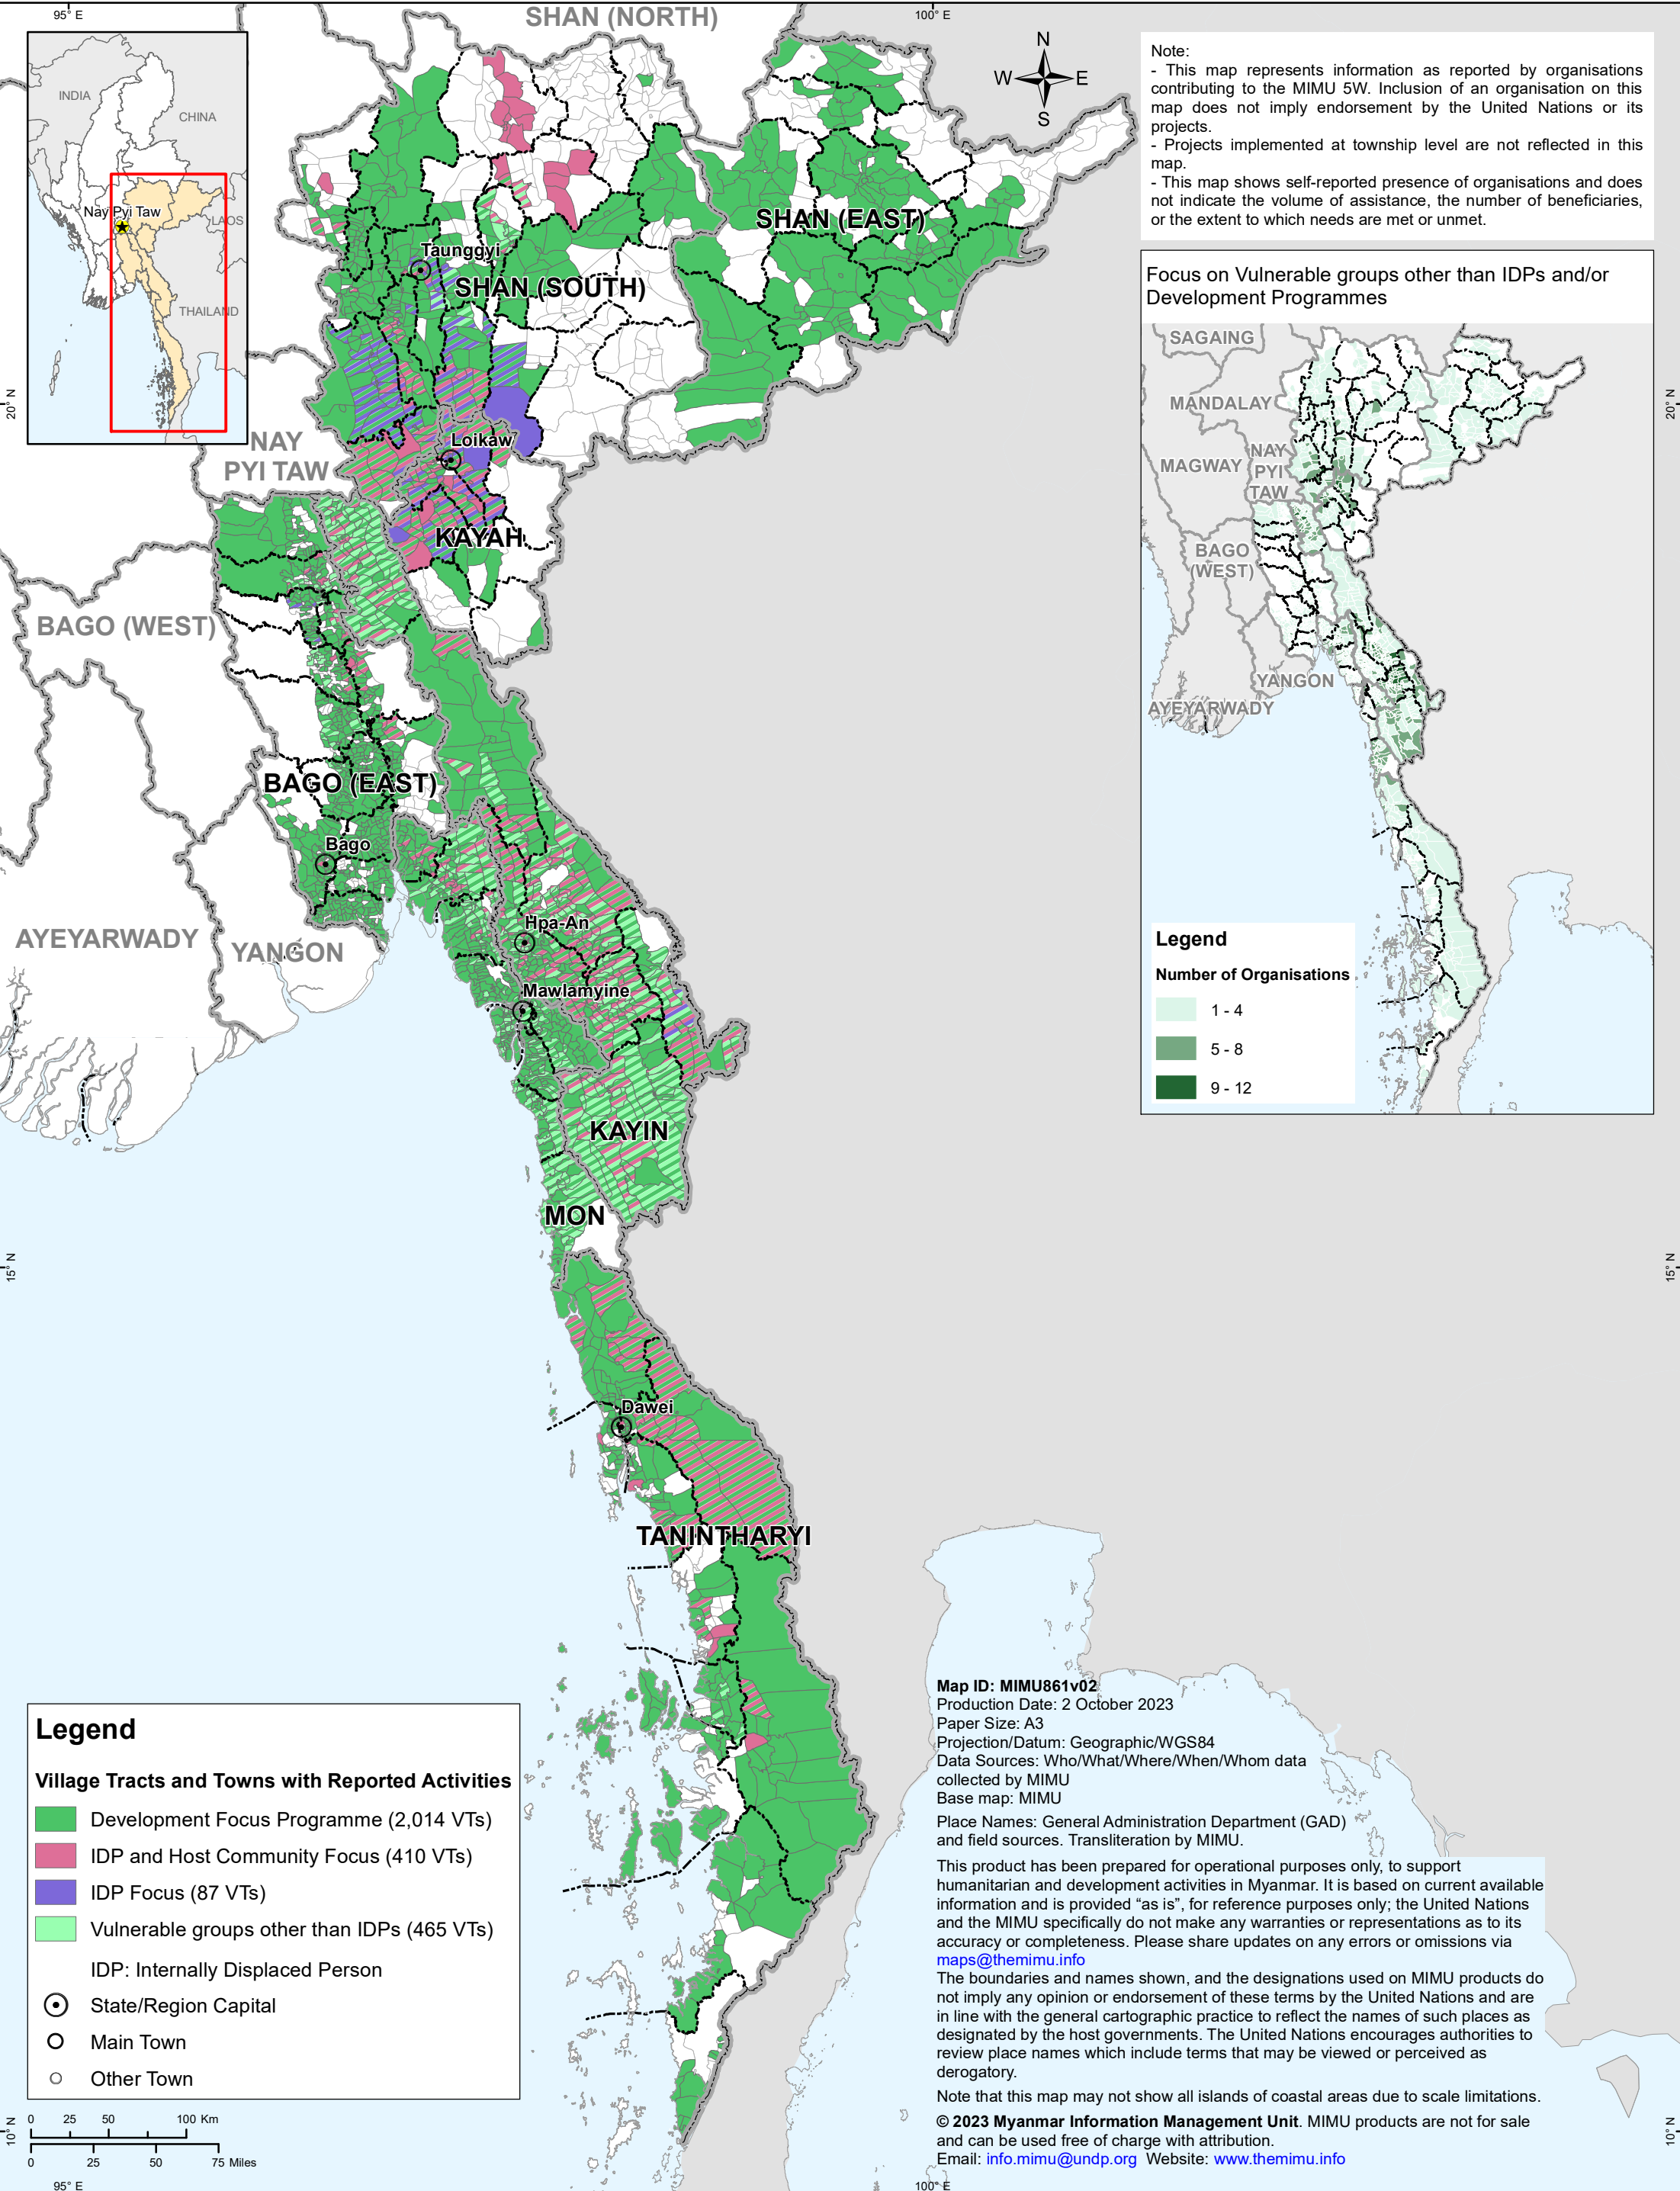 95° E
100° E
SHAN (NORTH)
N
W
E
S
INDIA
CHINA
Nay Pyi Taw
LAOS
THAILAND
Note:
- This map represents information as reported by organisations
contributing to the MIMU 5W. Inclusion of an organisation on this
map does not imply endorsement by the United Nations or its
projects.
- Projects implemented at township level are not reflected in this
map.
- This map shows self-reported presence of organisations and does
not indicate the volume of assistance, the number of beneficiaries,
or the extent to which needs are met or unmet.
SHAN (EAST)
Taunggyi
SHAN (SOUTH)
Focus on Vulnerable groups other than IDPs and/or
Development Programmes
SAGAING
MANDALAY
MAGWAY
NAY
PYI
TAW
BAGO
(WEST)
YANGON
AYEYARWADY
Legend
Number of Organisations
1 - 4
5 - 8
9 - 12
20° N
20° N
NAY
PYI TAW
Loikaw
KAYAH
BAGO (WEST)
BAGO (EAST)
Bago
AYEYARWADY
YANGON
Hpa-An
Mawlamyine
KAYIN
MON
15° N
15° N
Dawei
TANINTHARYI
Legend
Village Tracts and Towns with Reported Activities
Development Focus Programme (2,014 VTs)
IDP and Host Community Focus (410 VTs)
IDP Focus (87 VTs)
Vulnerable groups other than IDPs (465 VTs)
IDP: Internally Displaced Person
State/Region Capital
Main Town
Other Town
0 25 50 100 Km
0 25 50 75 Miles
Map ID: MIMU861v02
Production Date: 2 October 2023
Paper Size: A3
Projection/Datum: Geographic/WGS84
Data Sources: Who/What/Where/When/Whom data
collected by MIMU
Base map: MIMU
Place Names: General Administration Department (GAD)
and field sources. Transliteration by MIMU.
This product has been prepared for operational purposes only, to support
humanitarian and development activities in Myanmar. It is based on current available
information and is provided “as is”, for reference purposes only; the United Nations
and the MIMU specifically do not make any warranties or representations as to its
accuracy or completeness. Please share updates on any errors or omissions via
maps@themimu.info
The boundaries and names shown, and the designations used on MIMU products do
not imply any opinion or endorsement of these terms by the United Nations and are
in line with the general cartographic practice to reflect the names of such places as
designated by the host governments. The United Nations encourages authorities to
review place names which include terms that may be viewed or perceived as
derogatory.
Note that this map may not show all islands of coastal areas due to scale limitations.
© 2023 Myanmar Information Management Unit. MIMU products are not for sale
and can be used free of charge with attribution.
Email: info.mimu@undp.org Website: www.themimu.info
10° N
10° N
95° E
100° E